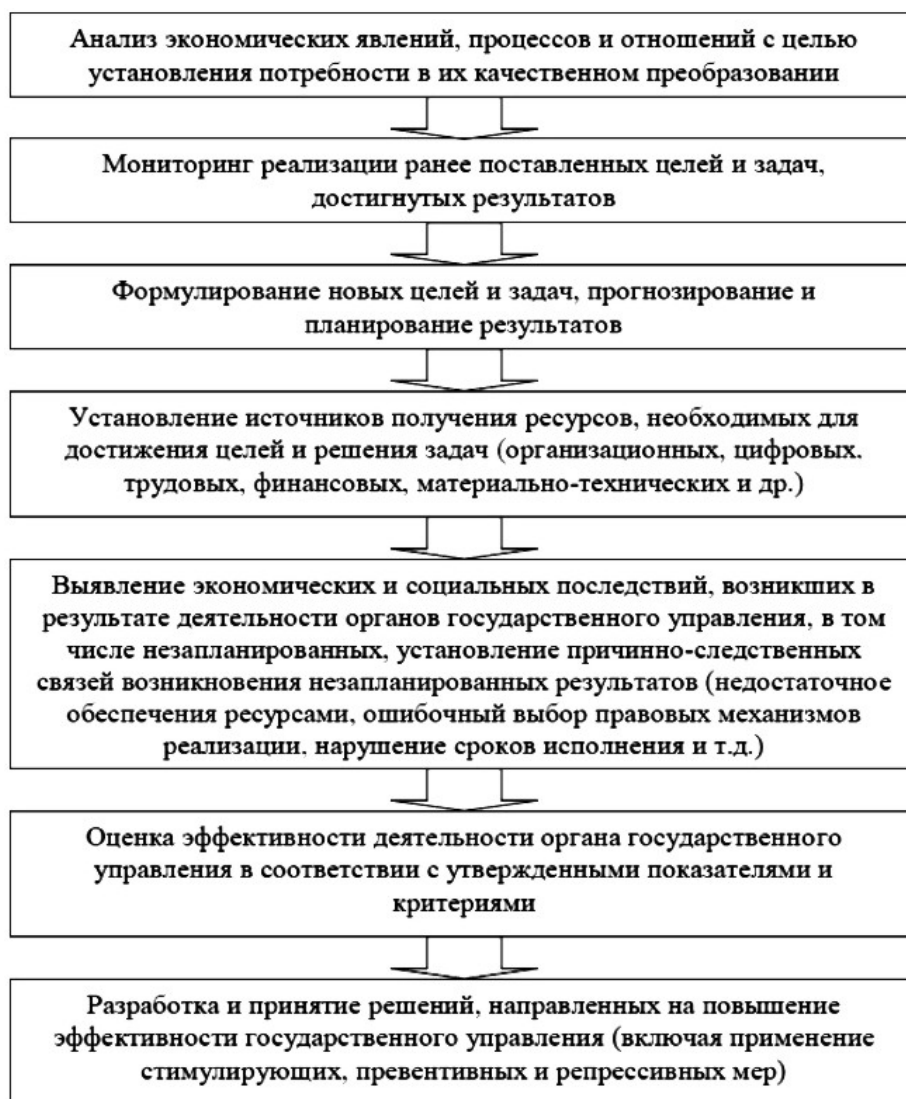 Анализ экономических явлений, процессов и отношений с целью
установления потребности в их качественном преобразовании
Мониторинг реализации ранее поставленных целей и задач,
достигнутых результатов
Формулирование новых целей и задач, прогнозирование и
планирование результатов
Установление источников получения ресурсов, необходимых для
достижения целей и решения задач (организационных, цифровых.
трудовых, финансовых, материально-технических и др.)
Выявление экономических и социальных последствий, возникших в
результате деятельности органов государственного управления, в том
числе незапланированных, установление причинно-следственных
связей возникновения незапланированных результатов (недостаточное
обеспечения ресурсами, ошибочный выбор правовых механизмов
реализации, нарушение сроков исполнения и т.д.)
Оценка эффективности деятельности органа государственного
управления в соответствии с утвержденными показателями и
критериями
Разработка и принятие решений, направленных на повышение
эффективности государственного управления (включая применение
стимулирующих, превентивных и репрессивных мер)